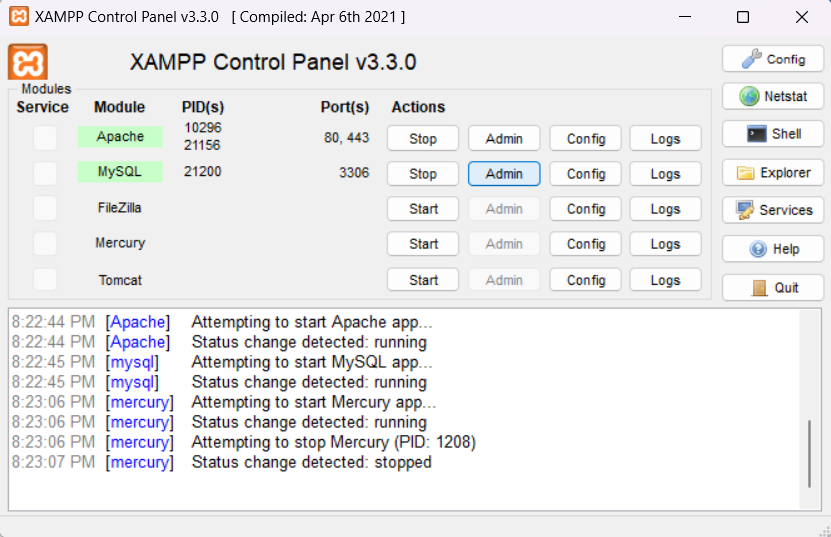 XAMPP Control Panel v3.3.0 [ Compiled: Apr 6th 2021 ]
XAMPP Control Panel v3.3.0
Config
Modules
Service Module PID(s) Port(s) Actions
Netstat
Apache 10296 21156 80, 443 Stop Admin Config Logs
Shell
MySQL 21200 3306 Stop Admin Config Logs
Explorer
FileZilla Start Admin Config Logs
Services
Mercury Start Admin Config Logs
Help
Tomcat Start Admin Config Logs
Quit
8:22:44 PM [Apache] Attempting to start Apache app...
8:22:44 PM [Apache] Status change detected: running
8:22:45 PM [mysql] Attempting to start MySQL app...
8:22:45 PM [mysql] Status change detected: running
8:23:06 PM [mercury] Attempting to start Mercury app...
8:23:06 PM [mercury] Status change detected: running
8:23:06 PM [mercury] Attempting to stop Mercury (PID: 1208)
8:23:07 PM [mercury] Status change detected: stopped